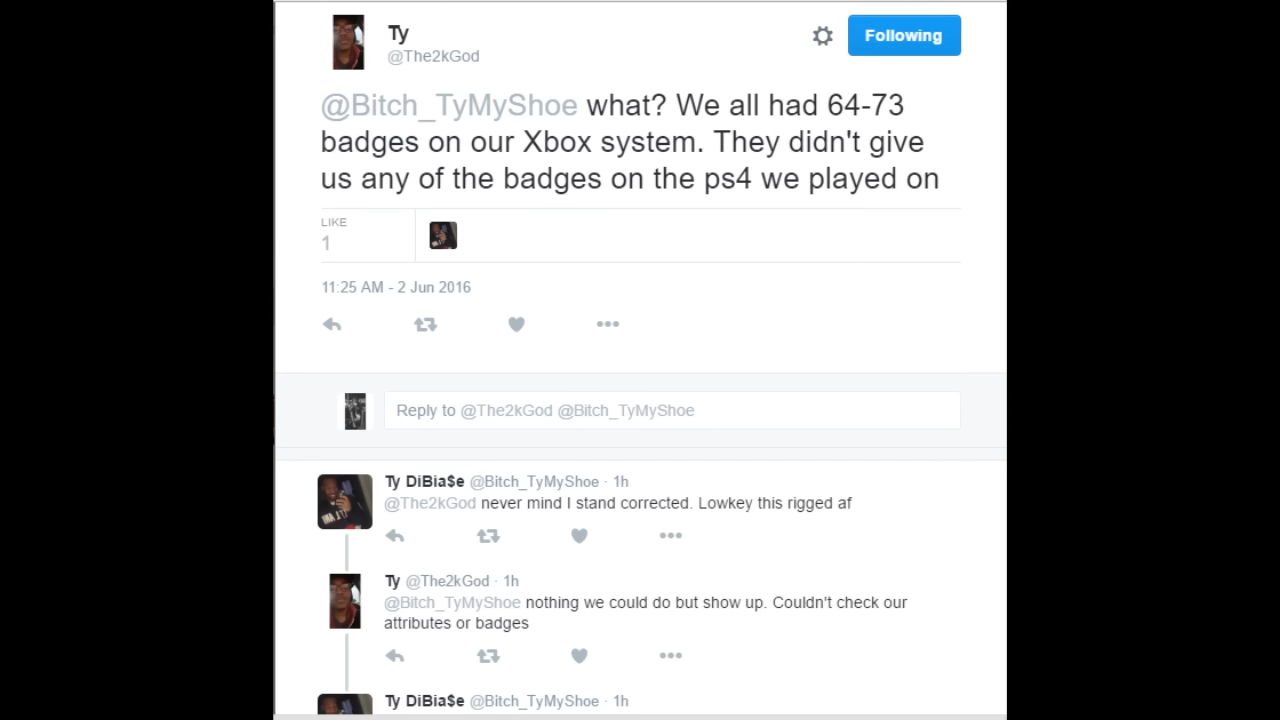 Ty
@The2kGod
Following
@Bitch_TyMyShoe what? We all had 64-73
badges on our Xbox system. They didn't give
us any of the badges on the ps4 we played on
LIKE
1
11:25 AM - 2 Jun 2016
Reply to @The2kGod @Bitch_TyMyShoe
Ty DiBia$e @Bitch_TyMyShoe · 1h
@The2kGod never mind I stand corrected. Lowkey this rigged af
Ty @The2kGod · 1h
@Bitch_TyMyShoe nothing we could do but show up. Couldn't check our
attributes or badges
Ty DiBia$e @Bitch_TyMyShoe · 1h